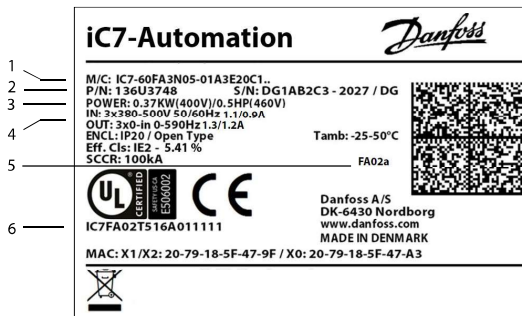 iC7-Automation
Danfoss
1
M/C: IC7-60FA3N05-01A3E20C1..
2
P/N: 136U3748 S/N: DG1AB2C3 - 2027 / DG
3
POWER: 0.37KW(400V)/0.5HP(460V)
4
IN: 3x380-500V 50/60Hz 1.1/0.9A
OUT: 3x0-in 0-590Hz 1.3/1.2A
ENCL: IP20 / Open Type Tamb: -25-50°C
Eff. Cls: IE2 - 5.41 %
5
FA02a
SCCR: 100kA
UL ® CERTIFIED SAFETY US-CA E506002 CE
Danfoss A/S
DK-6430 Nordborg
www.danfoss.com
MADE IN DENMARK
6
IC7FA02T516A011111
MAC: X1/X2: 20-79-18-5F-47-9F / X0: 20-79-18-5F-47-A3